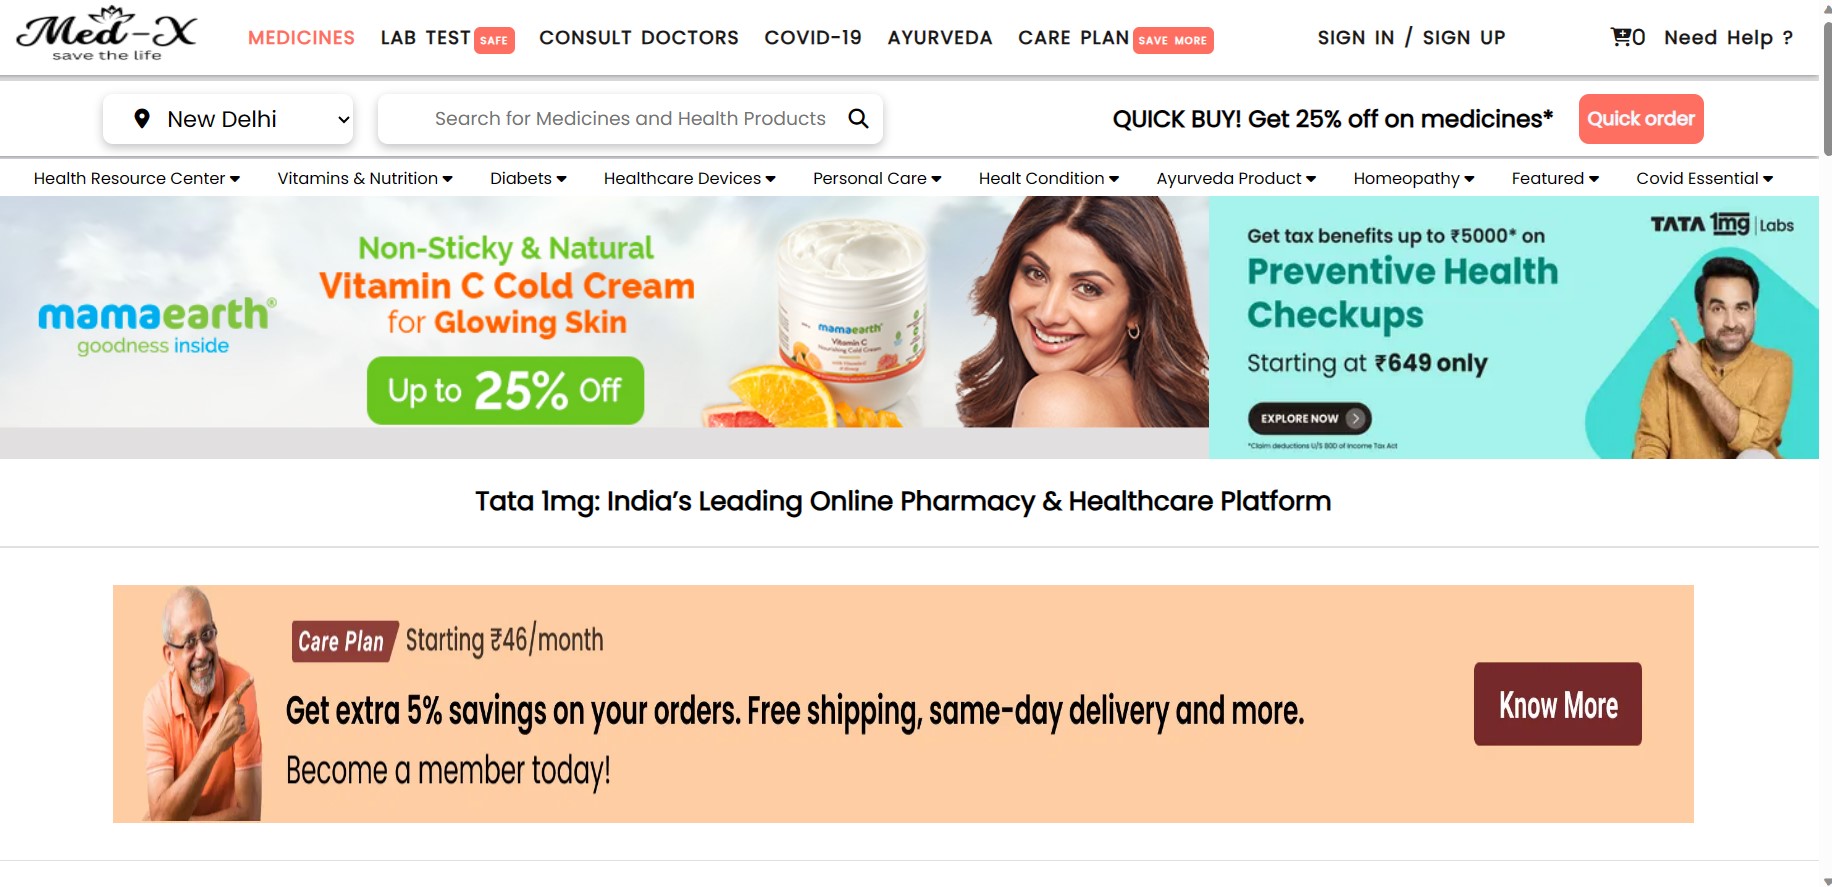 Med-X
save the life
MEDICINES LAB TEST SAFE CONSULT DOCTORS COVID-19 AYURVEDA CARE PLAN SAVE MORE SIGN IN / SIGN UP 0 Need Help ?
New Delhi Search for Medicines and Health Products QUICK BUY! Get 25% off on medicines* Quick order
Health Resource Center Vitamins & Nutrition Diabets Healthcare Devices Personal Care Healt Condition Ayurveda Product Homeopathy Featured Covid Essential
mamaearth®
goodness inside
Non-Sticky & Natural
Vitamin C Cold Cream
for Glowing Skin
Up to 25% Off
mamaearth
Vitamin C
Nourishing Cold Cream
Get tax benefits up to ₹5000* on
Preventive Health
Checkups
Starting at ₹649 only
EXPLORE NOW
*Claim deductions U/S 80D of Income Tax Act
TATA 1mg | Labs
Tata 1mg: India’s Leading Online Pharmacy & Healthcare Platform
Care Plan Starting ₹46/month
Get extra 5% savings on your orders. Free shipping, same-day delivery and more.
Become a member today!
Know More